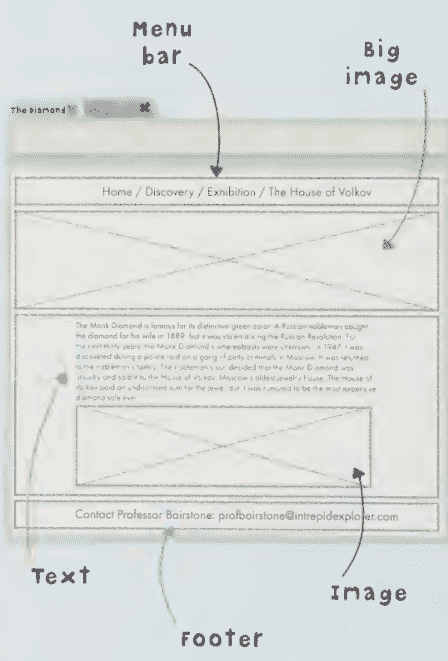 Menu
bar
Big
image
The Diamond
Home / Discovery / Exhibition / The House of Volkov
The Monk Diamond is famous for its distinctive green color. A Russian nobleman bought
the diamond for his wife in 1889, but it was stolen during the Russian Revolution. For
the next thirty years the Monk Diamond's whereabouts were unknown. In 1947, it was
discovered during a police raid on a gang of petty criminals in Moscow. It was returned
to the nobleman's family. The nobleman's son decided that the Monk Diamond was
unlucky and sold it to the House of Volkov, Moscow's oldest jewelry house. The House of
Volkov paid an undisclosed sum for the jewel, but it was rumored to be the most expensive
diamond sale ever.
Contact Professor Bairstone: profbairstone@intrepidexplorer.com
Text
Image
Footer